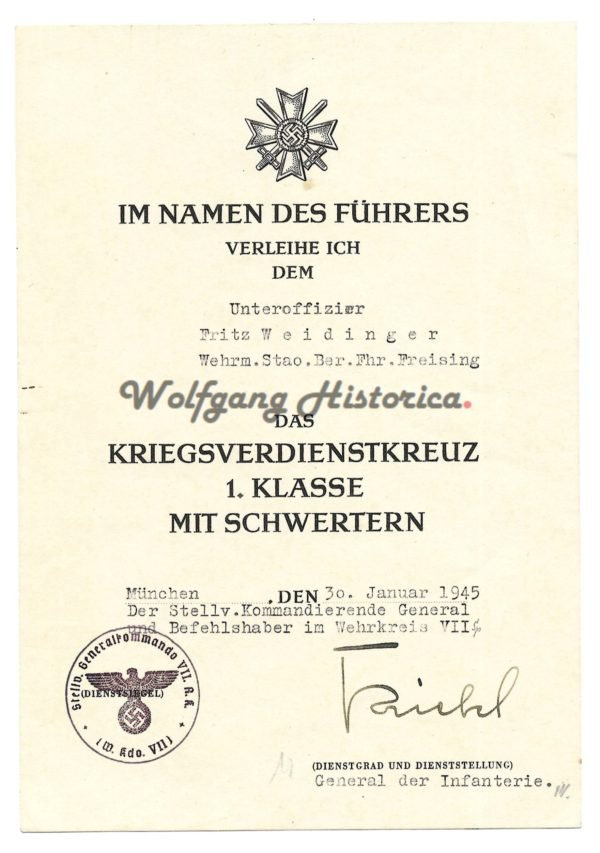 IM NAMEN DES FÜHRERS
VERLEIHE ICH
DEM
Unteroffizier
Fritz W e i d i n g e r
Wehrm.Stao.Ber.Fhr.Freising
Wolfgang Historica.
DAS
KRIEGSVERDIENSTKREUZ
1. KLASSE
MIT SCHWERTERN
München , DEN 30. Januar 1945
Der Stellv.Kommandierende General
und Befehlshaber im Wehrkreis VII
Stellv. Generalkommando VII. A.K.
(DIENSTSIEGEL)
(W. Kdo. VII)
(DIENSTGRAD UND DIENSTSTELLUNG)
General der Infanterie.